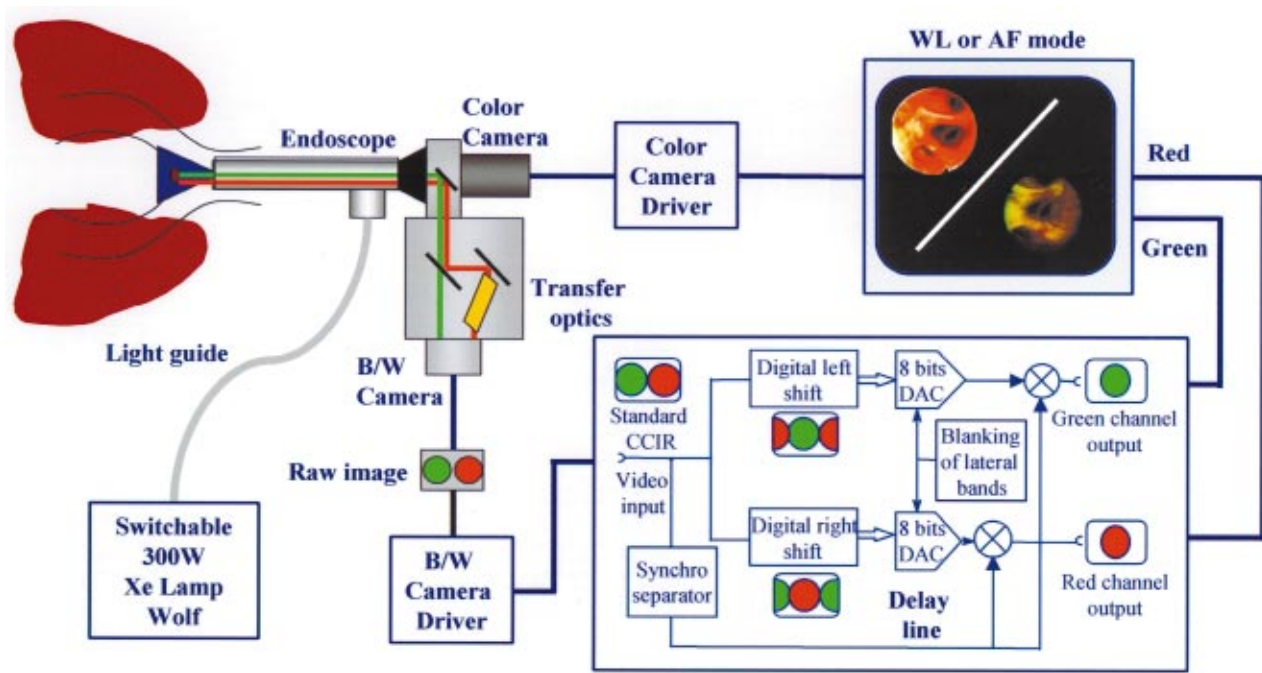 WL or AF mode
Color
Camera
Endoscope
Color
Camera
Driver
Red
Green
Transfer
optics
Light guide
B/W
Camera
Raw image
Switchable
300W
Xe Lamp
Wolf
B/W
Camera
Driver
Standard
CCIR
Video
input
Synchro
separator
Digital left
shift
8 bits
DAC
Green channel
output
Blanking
of lateral
bands
Digital right
shift
8 bits
DAC
Red channel
output
Delay
line